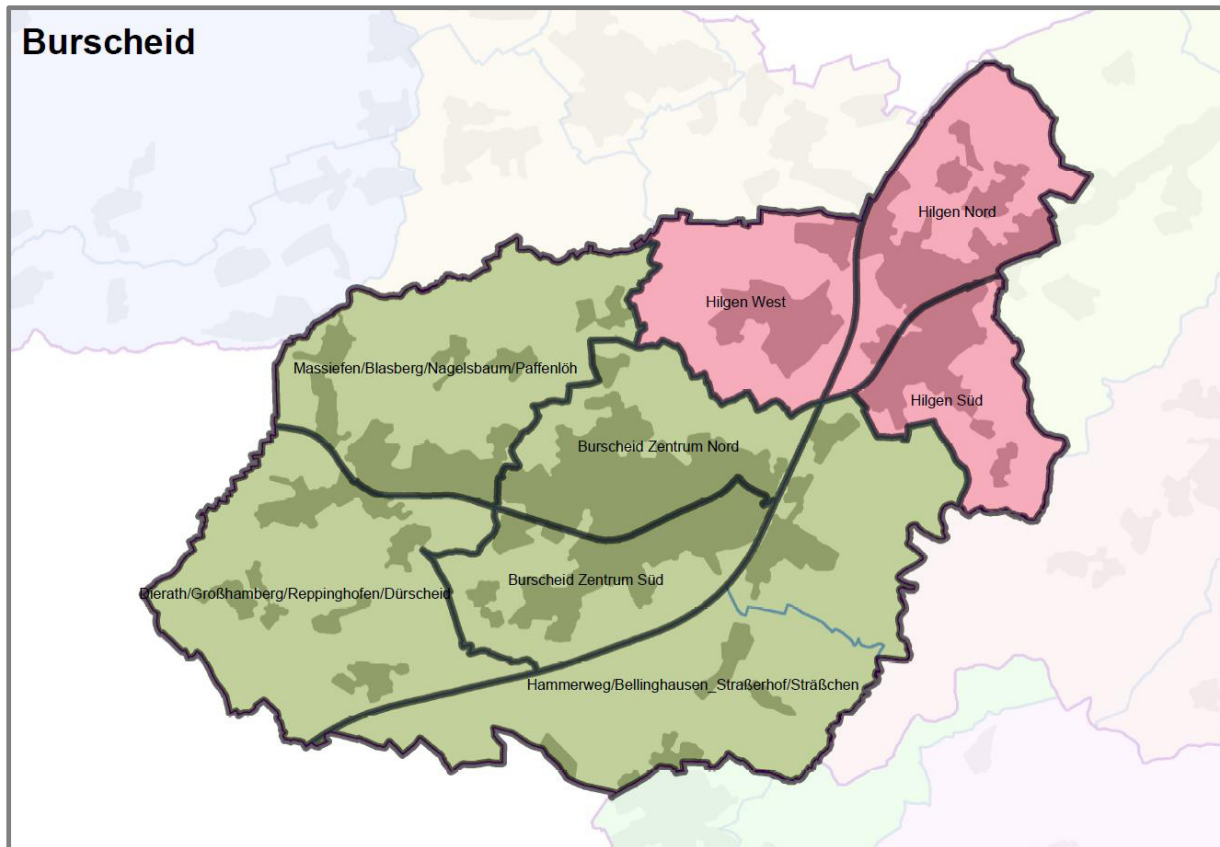 Burscheid
Hilgen Nord
Hilgen West
Massiefen/Blasberg/Nagelsbaum/Paffenlöh
Hilgen Süd
Burscheid Zentrum Nord
Burscheid Zentrum Süd
Dierath/Großhamberg/Reppinghofen/Dürscheid
Hammerweg/Bellinghausen_Straßerhof/Sträßchen